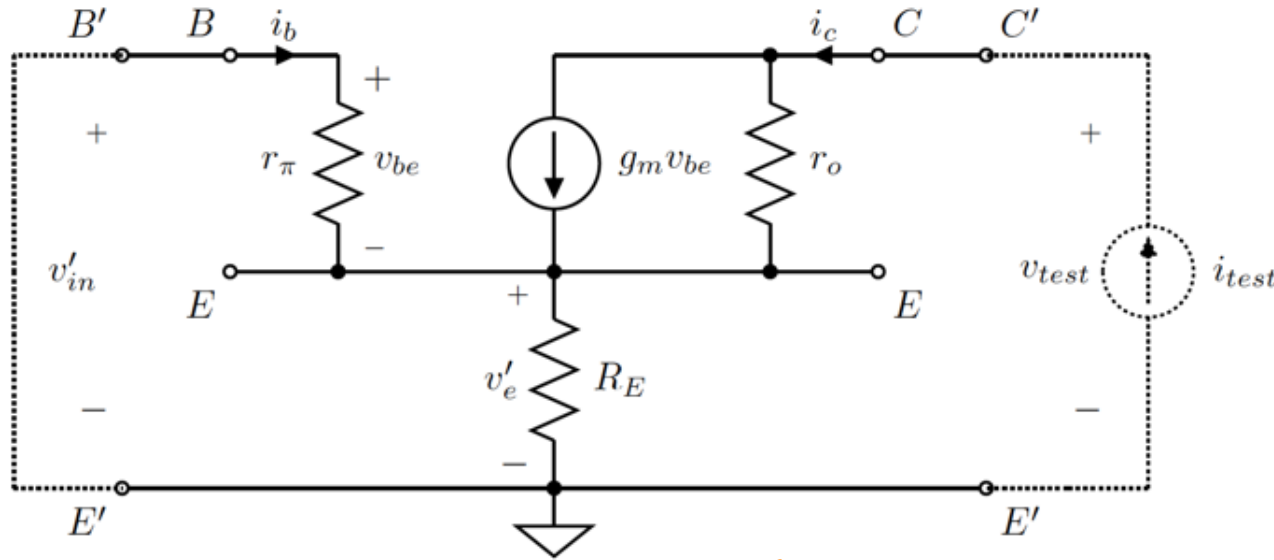 B′ B i_b i_c C C′
+ +
+ r_π v_be g_m v_be r_o +
−
v′_in v_test i_test
E + E
v′_e R_E
− −
−
E′ E′